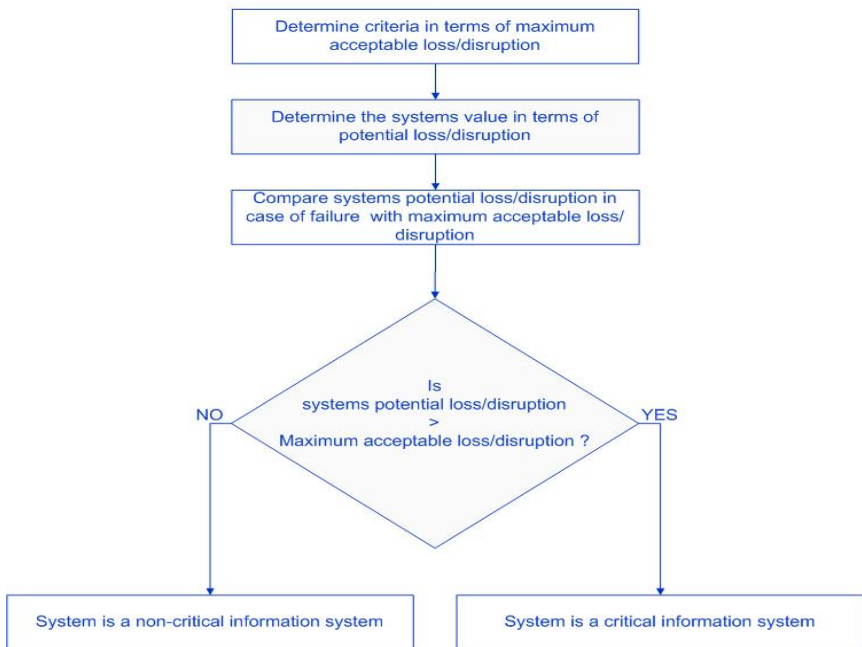 Determine criteria in terms of maximum
acceptable loss/disruption
Determine the systems value in terms of
potential loss/disruption
Compare systems potential loss/disruption in
case of failure with maximum acceptable loss/
disruption
Is
systems potential loss/disruption
>
Maximum acceptable loss/disruption ?
NO
YES
System is a non-critical information system
System is a critical information system